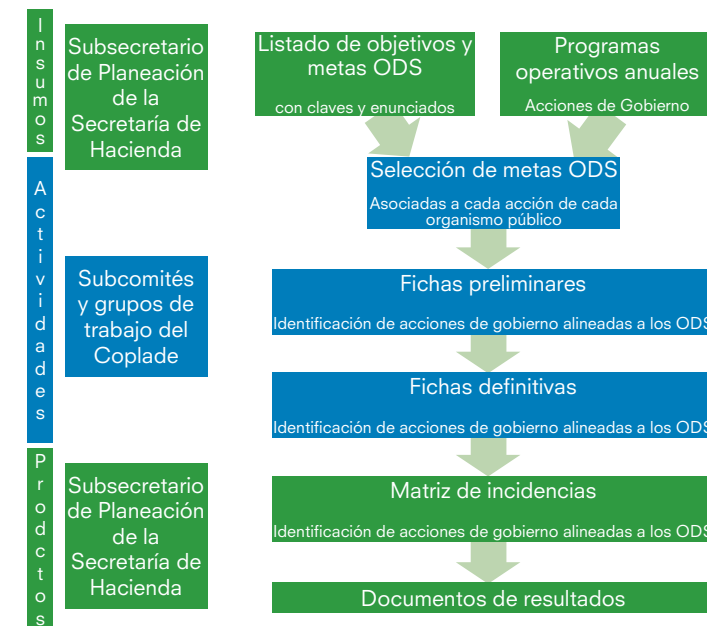 Insumos
Subsecretario
de Planeación
de la
Secretaría de
Hacienda
Listado de objetivos y
metas ODS
con claves y enunciados
Programas
operativos anuales
Acciones de Gobierno
Actividades
Subcomités
y grupos de
trabajo del
Coplade
Selección de metas ODS
Asociadas a cada acción de cada
organismo público
Fichas preliminares
Identificación de acciones de gobierno alineadas a los ODS
Fichas definitivas
Identificación de acciones de gobierno alineadas a los ODS
Prodctos
Subsecretario
de Planeación
de la
Secretaría de
Hacienda
Matriz de incidencias
Identificación de acciones de gobierno alineadas a los ODS
Documentos de resultados